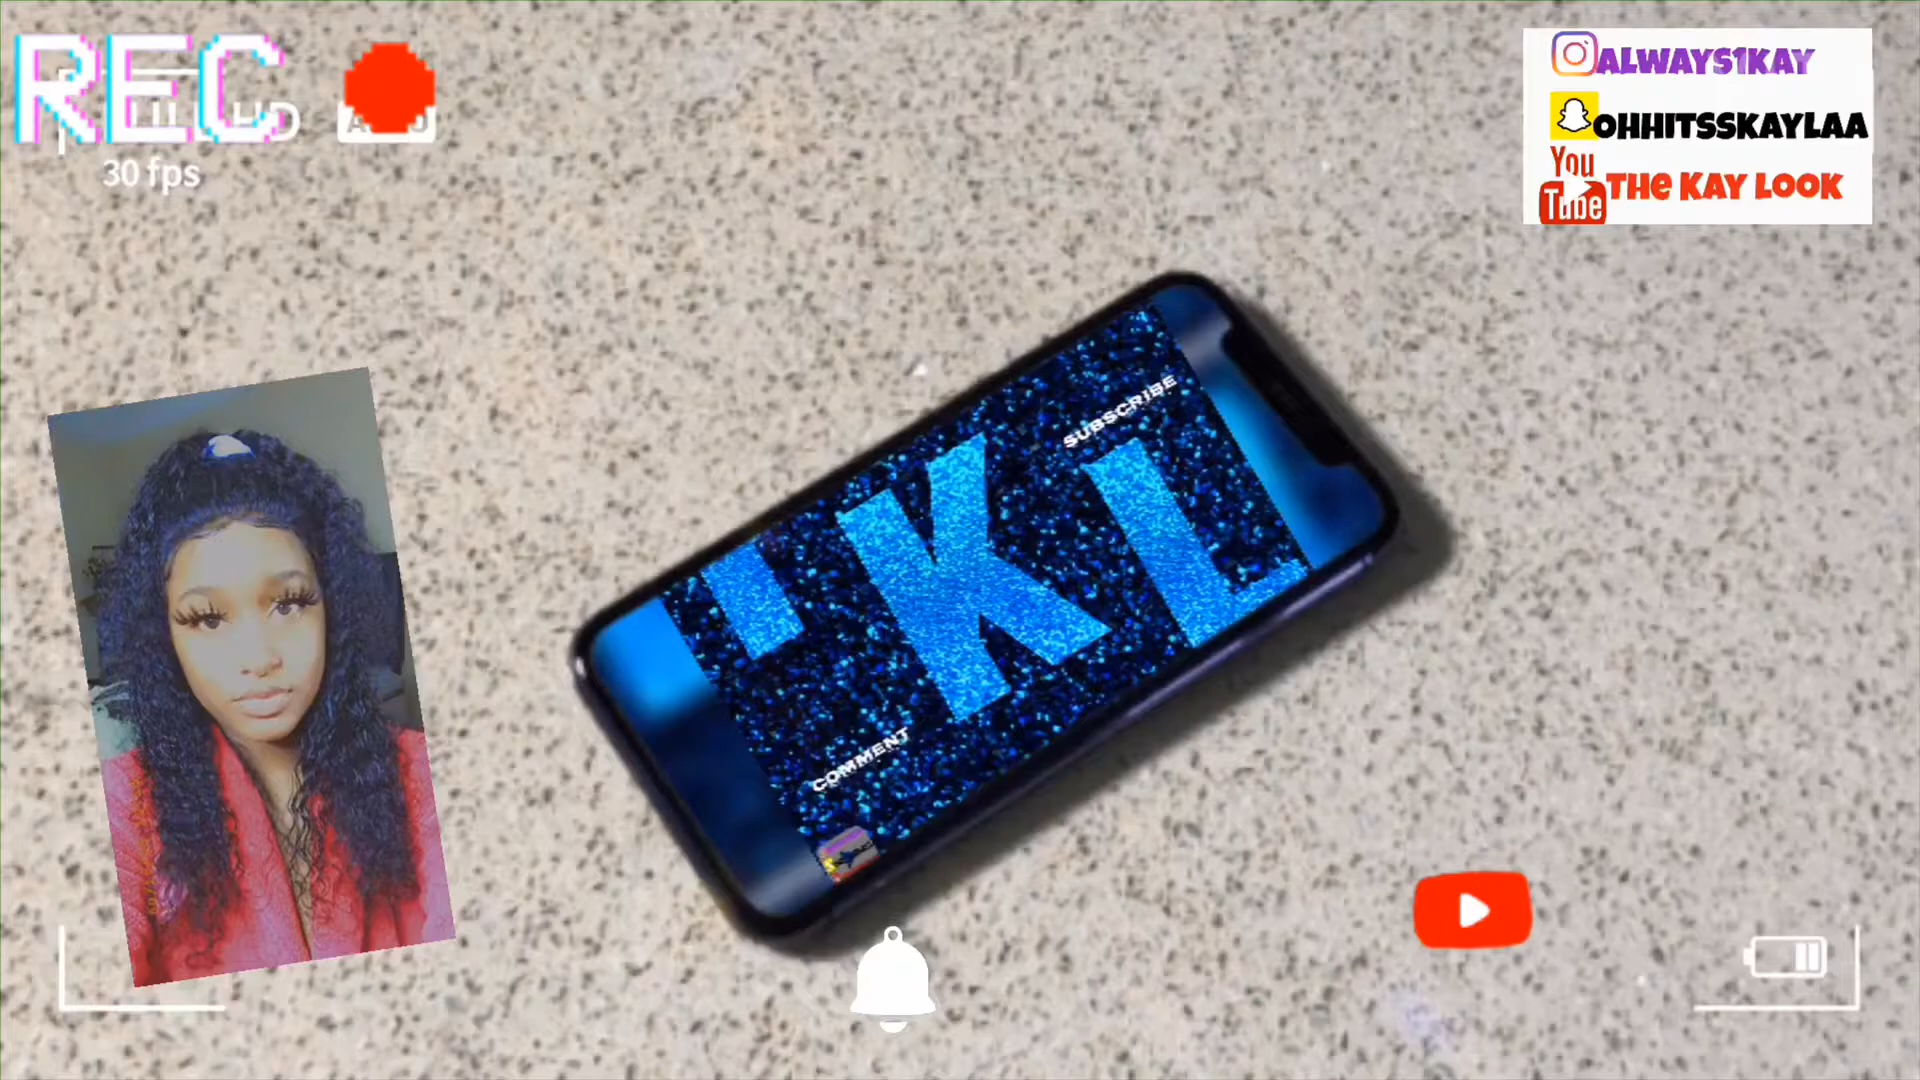 REC
30 fps
ALWAYS1KAY
OHHITSSKAYLAA
You
Tube THe KAY LOOK
SUBSCRIBE
KL
COMMENT